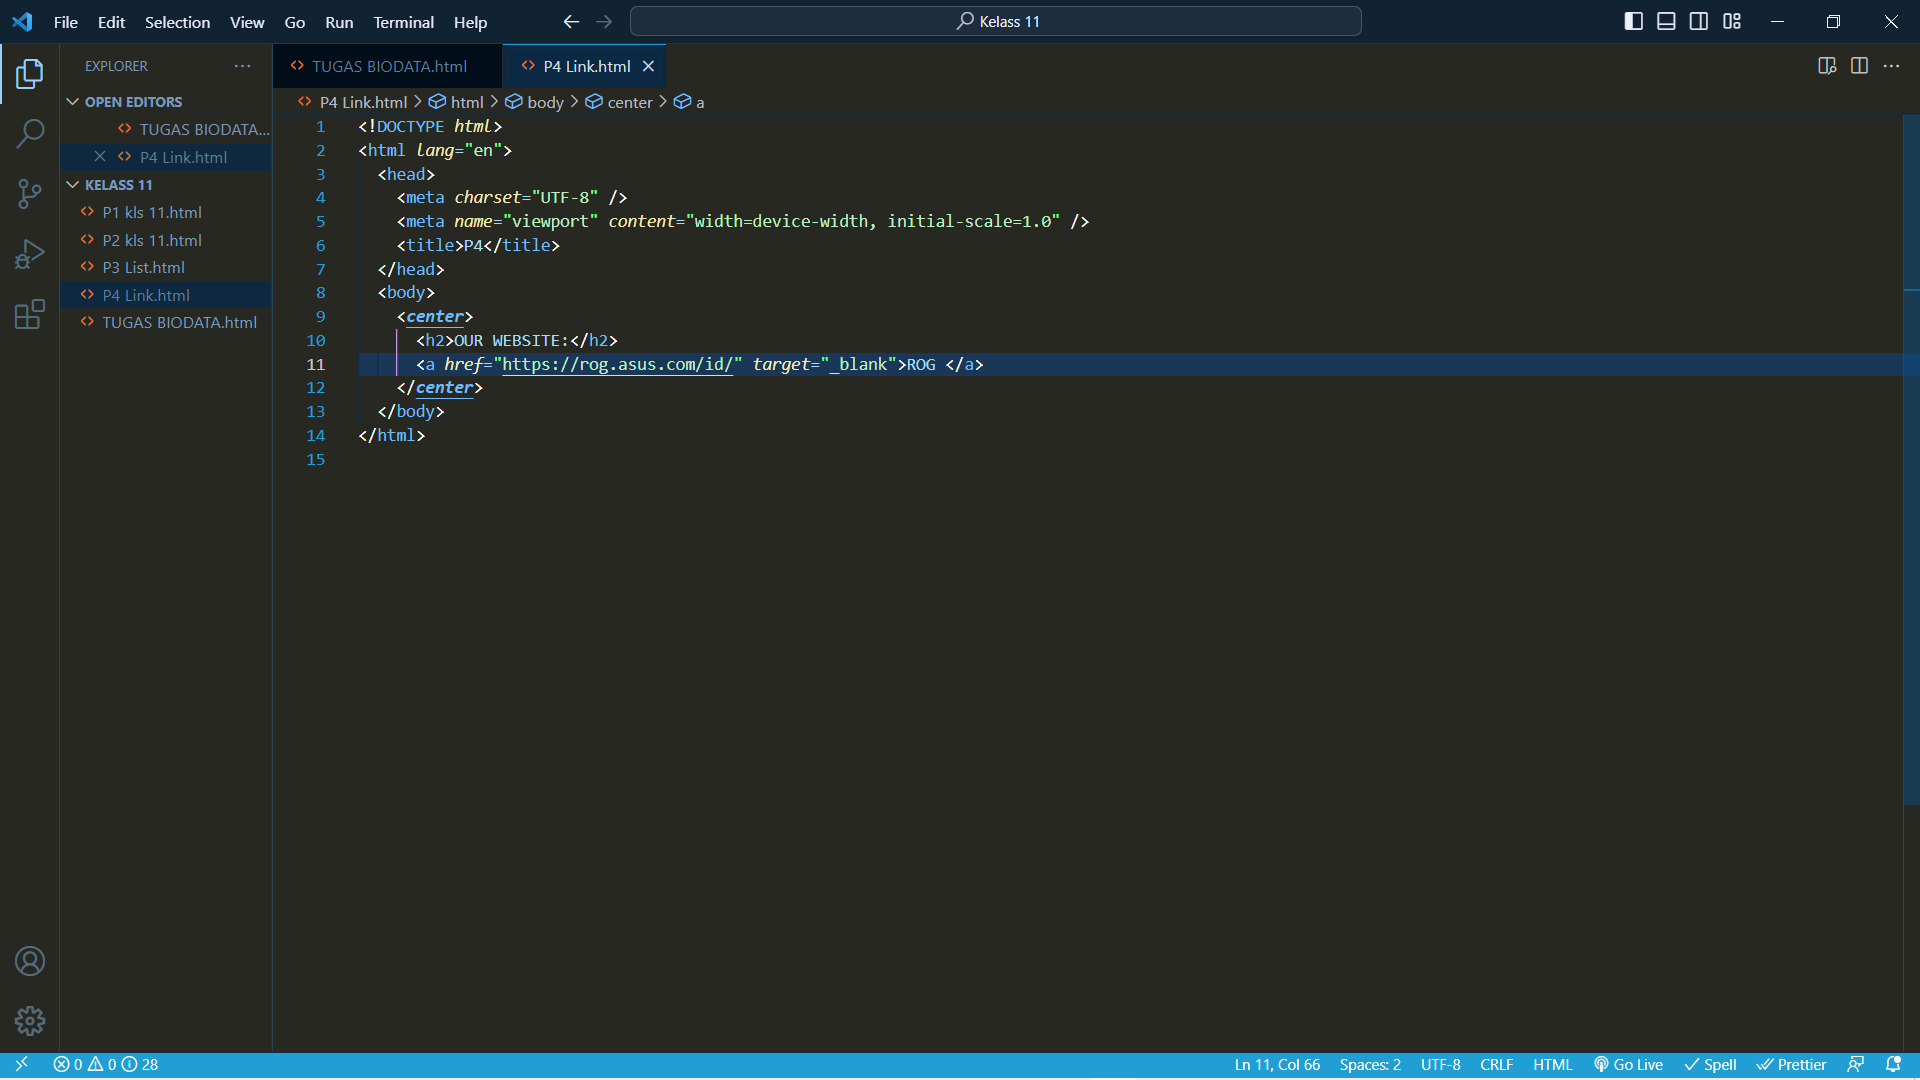 File Edit Selection View Go Run Terminal Help
Kelass 11
EXPLORER
OPEN EDITORS
TUGAS BIODATA...
P4 Link.html
KELASS 11
P1 kls 11.html
P2 kls 11.html
P3 List.html
P4 Link.html
TUGAS BIODATA.html
TUGAS BIODATA.html
P4 Link.html
P4 Link.html > html > body > center > a
1 <!DOCTYPE html>
2 <html lang="en">
3 <head>
4 <meta charset="UTF-8" />
5 <meta name="viewport" content="width=device-width, initial-scale=1.0" />
6 <title>P4</title>
7 </head>
8 <body>
9 <center>
10 <h2>OUR WEBSITE:</h2>
11 <a href="https://rog.asus.com/id/" target="_blank">ROG </a>
12 </center>
13 </body>
14 </html>
15
0 0 28
Ln 11, Col 66 Spaces: 2 UTF-8 CRLF HTML Go Live Spell Prettier